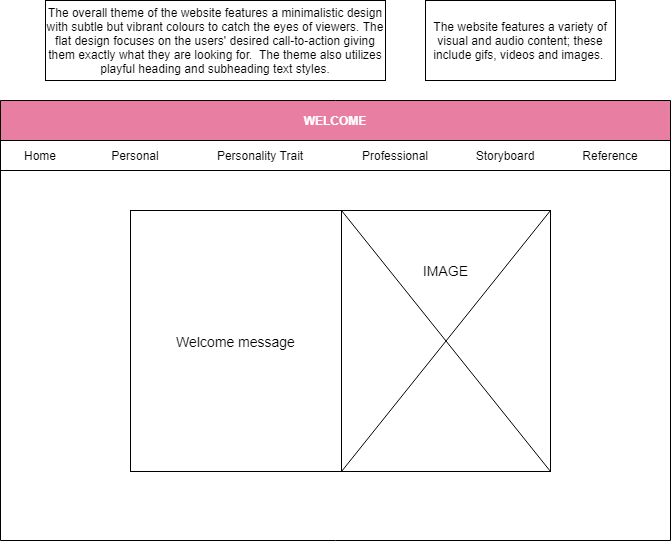 The overall theme of the website features a minimalistic design
with subtle but vibrant colours to catch the eyes of viewers. The
flat design focuses on the users' desired call-to-action giving
them exactly what they are looking for.  The theme also utilizes
playful heading and subheading text styles.
The website features a variety of
visual and audio content; these
include gifs, videos and images.
WELCOME
Home Personal Personality Trait Professional Storyboard Reference
IMAGE
Welcome message